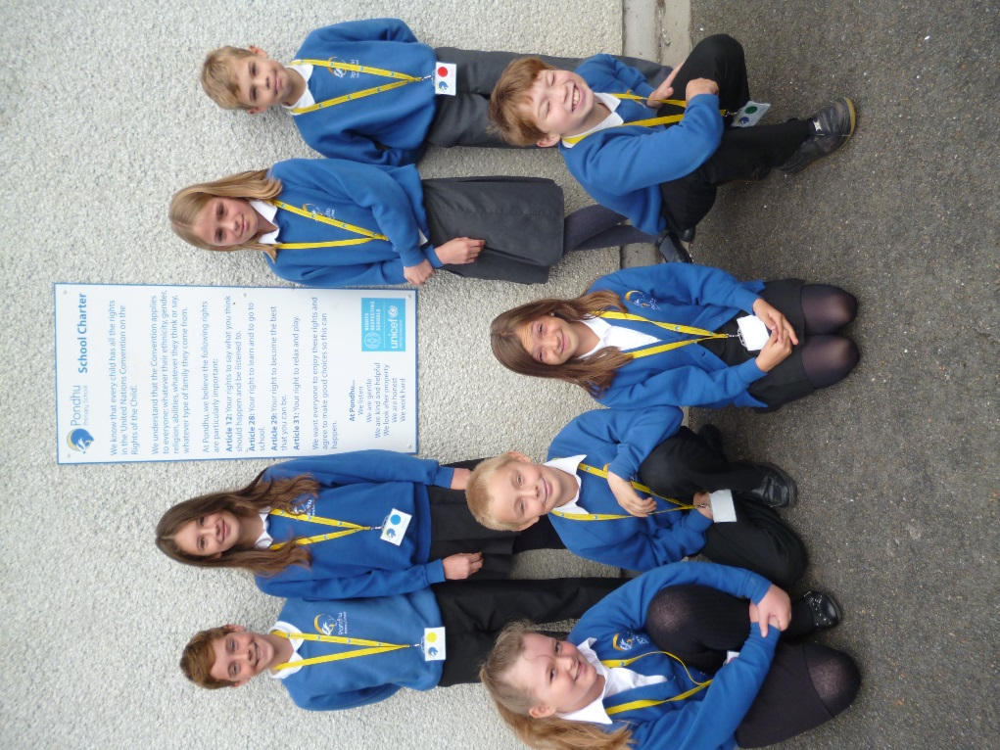 Pondhu
Primary School
School Charter
We know that every child has all the rights
in the United Nations Convention on the
Rights of the Child:
We understand that the Convention applies
to everyone: whatever their ethnicity, gender,
religion, abilities, whatever they think or say,
whatever type of family they come from.
At Pondhu, we believe the following rights
are particularly important:
Article 12: Your rights to say what you think
should happen and be listened to.
Article 28: Your right to learn and to go to
school.
Article 29: Your right to become the best
that you can be.
Article 31: Your right to relax and play.
We want everyone to enjoy these rights and
agree to make good choices so this can
happen.
At Pondhu...
We listen
We are gentle
We are kind and helpful
We look after property
We are honest
We work hard
RIGHTS
RESPECTING
SCHOOLS
unicef
Pondhu